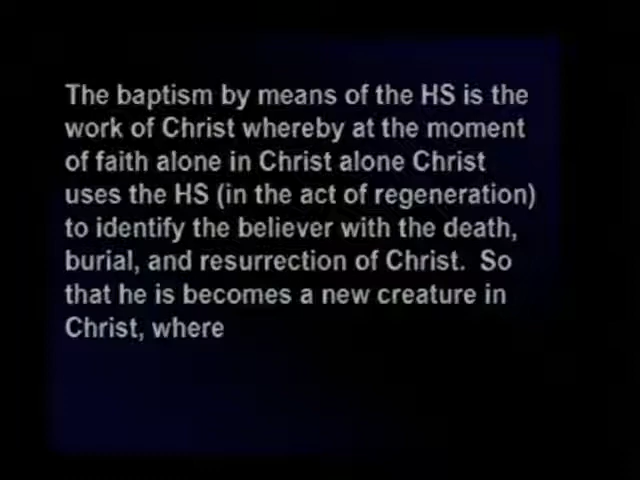 The baptism by means of the HS is the
work of Christ whereby at the moment
of faith alone in Christ alone Christ
uses the HS (in the act of regeneration)
to identify the believer with the death,
burial, and resurrection of Christ.  So
that he is becomes a new creature in
Christ, where